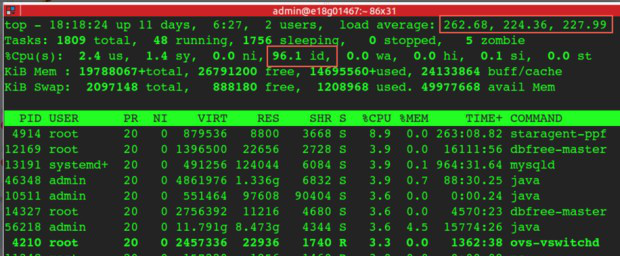 admin@e18g01467:~ 86x31
top - 18:18:24 up 11 days, 6:27, 2 users, load average: 262.68, 224.36, 227.99
Tasks: 1809 total, 48 running, 1756 sleeping, 0 stopped, 5 zombie
%Cpu(s): 2.4 us, 1.4 sy, 0.0 ni, 96.1 id, 0.0 wa, 0.0 hi, 0.1 si, 0.0 st
KiB Mem : 19788067+total, 26791200 free, 14695560+used, 24133864 buff/cache
KiB Swap: 2097148 total, 888180 free, 1208968 used. 49977668 avail Mem
PID USER PR NI VIRT RES SHR S %CPU %MEM TIME+ COMMAND
4914 root 20 0 879536 8800 3668 S 8.9 0.0 263:08.82 staragent-ppf
12169 root 20 0 1396500 22656 2728 S 3.9 0.0 16111:56 dbfree-master
13191 systemd+ 20 0 491256 124044 6084 S 3.9 0.1 964:31.64 mysqld
46348 admin 20 0 4861976 1.336g 6832 S 3.9 0.7 88:30.25 java
10511 admin 20 0 551464 97608 90404 S 3.6 0.0 0:00.24 java
14327 root 20 0 2756392 11216 4680 S 3.6 0.0 4570:23 dbfree-master
56218 admin 20 0 11.791g 8.473g 4344 S 3.6 4.5 15774:26 java
4210 root 20 0 2457336 22936 1740 R 3.3 0.0 1362:38 ovs-vswitchd